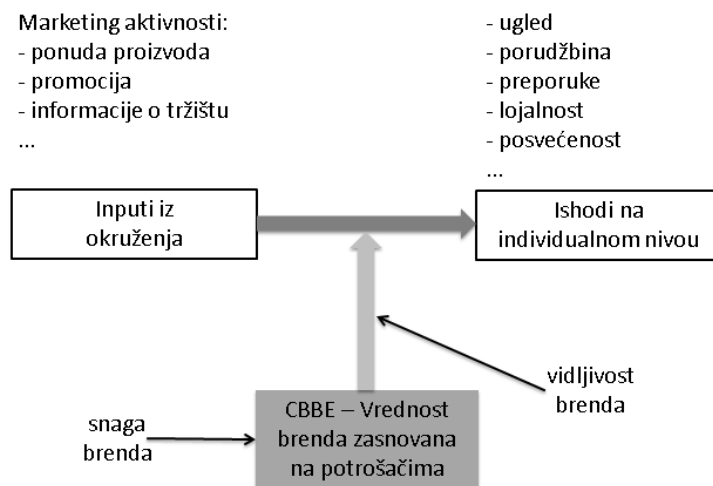 Marketing aktivnosti:
- ponuda proizvoda
- promocija
- informacije o tržištu
...
- ugled
- porudžbina
- preporuke
- lojalnost
- posvećenost
...
Inputi iz
okruženja
Ishodi na
individualnom nivou
vidljivost
brenda
snaga
brenda
CBBE – Vrednost
brenda zasnovana
na potrošačima